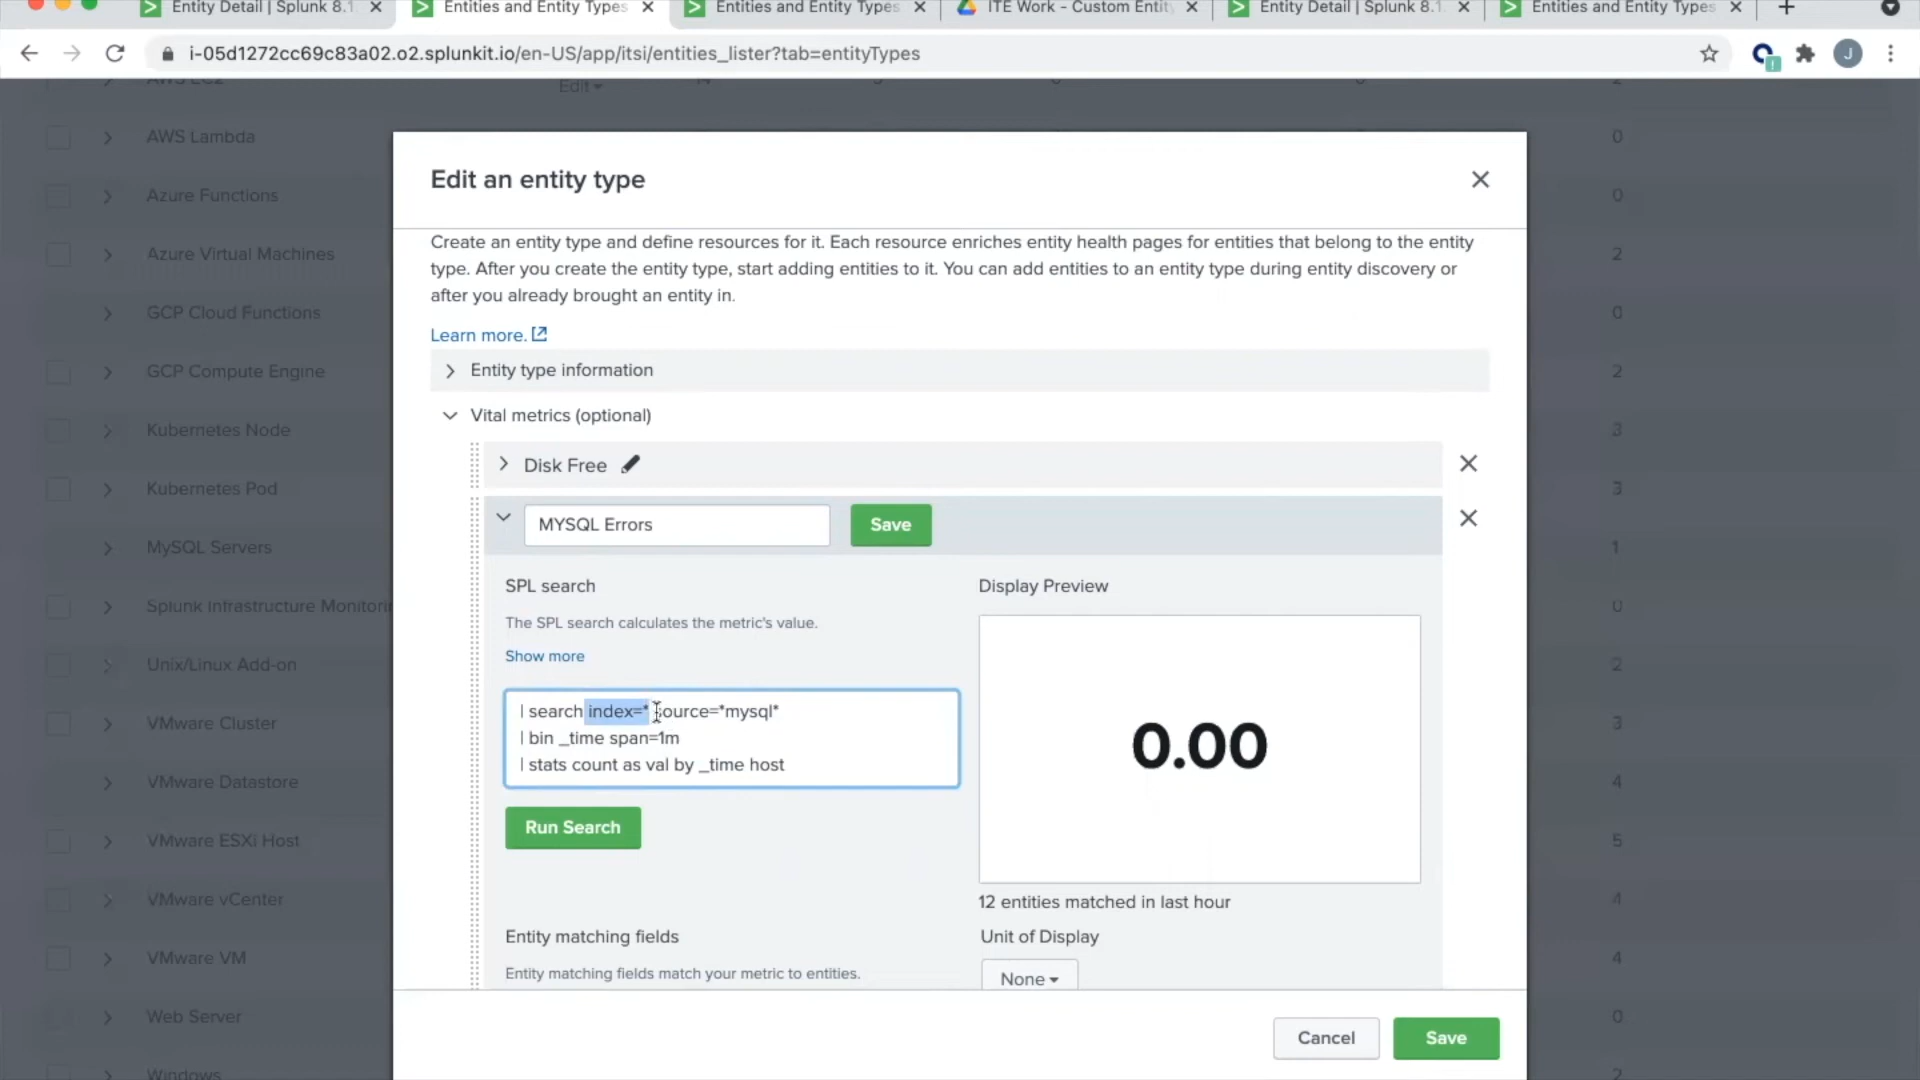 Entity Detail | Splunk 8.1.
Entities and Entity Types
Entities and Entity Types
ITE Work - Custom Entit
Entity Detail | Splunk 8.1.
Entities and Entity Types
i-05d1272cc69c83a02.o2.splunkit.io/en-US/app/itsi/entities_lister?tab=entityTypes
J
AWS EC2
Edit
AWS Lambda
0
Azure Functions
0
Azure Virtual Machines
2
GCP Cloud Functions
0
GCP Compute Engine
2
Kubernetes Node
3
Kubernetes Pod
3
MySQL Servers
1
Splunk Infrastructure Monitorin
0
Unix/Linux Add-on
2
VMware Cluster
3
VMware Datastore
4
VMware ESXi Host
5
VMware vCenter
4
VMware VM
4
Web Server
0
Windows
2
Edit an entity type
Create an entity type and define resources for it. Each resource enriches entity health pages for entities that belong to the entity
type. After you create the entity type, start adding entities to it. You can add entities to an entity type during entity discovery or
after you already brought an entity in.
Learn more.
Entity type information
Vital metrics (optional)
Disk Free
MYSQL Errors
Save
SPL search
The SPL search calculates the metric's value.
Show more
| search index=* source=*mysql*
| bin _time span=1m
| stats count as val by _time host
Run Search
Display Preview
0.00
12 entities matched in last hour
Entity matching fields
Entity matching fields match your metric to entities.
Unit of Display
None
Cancel
Save